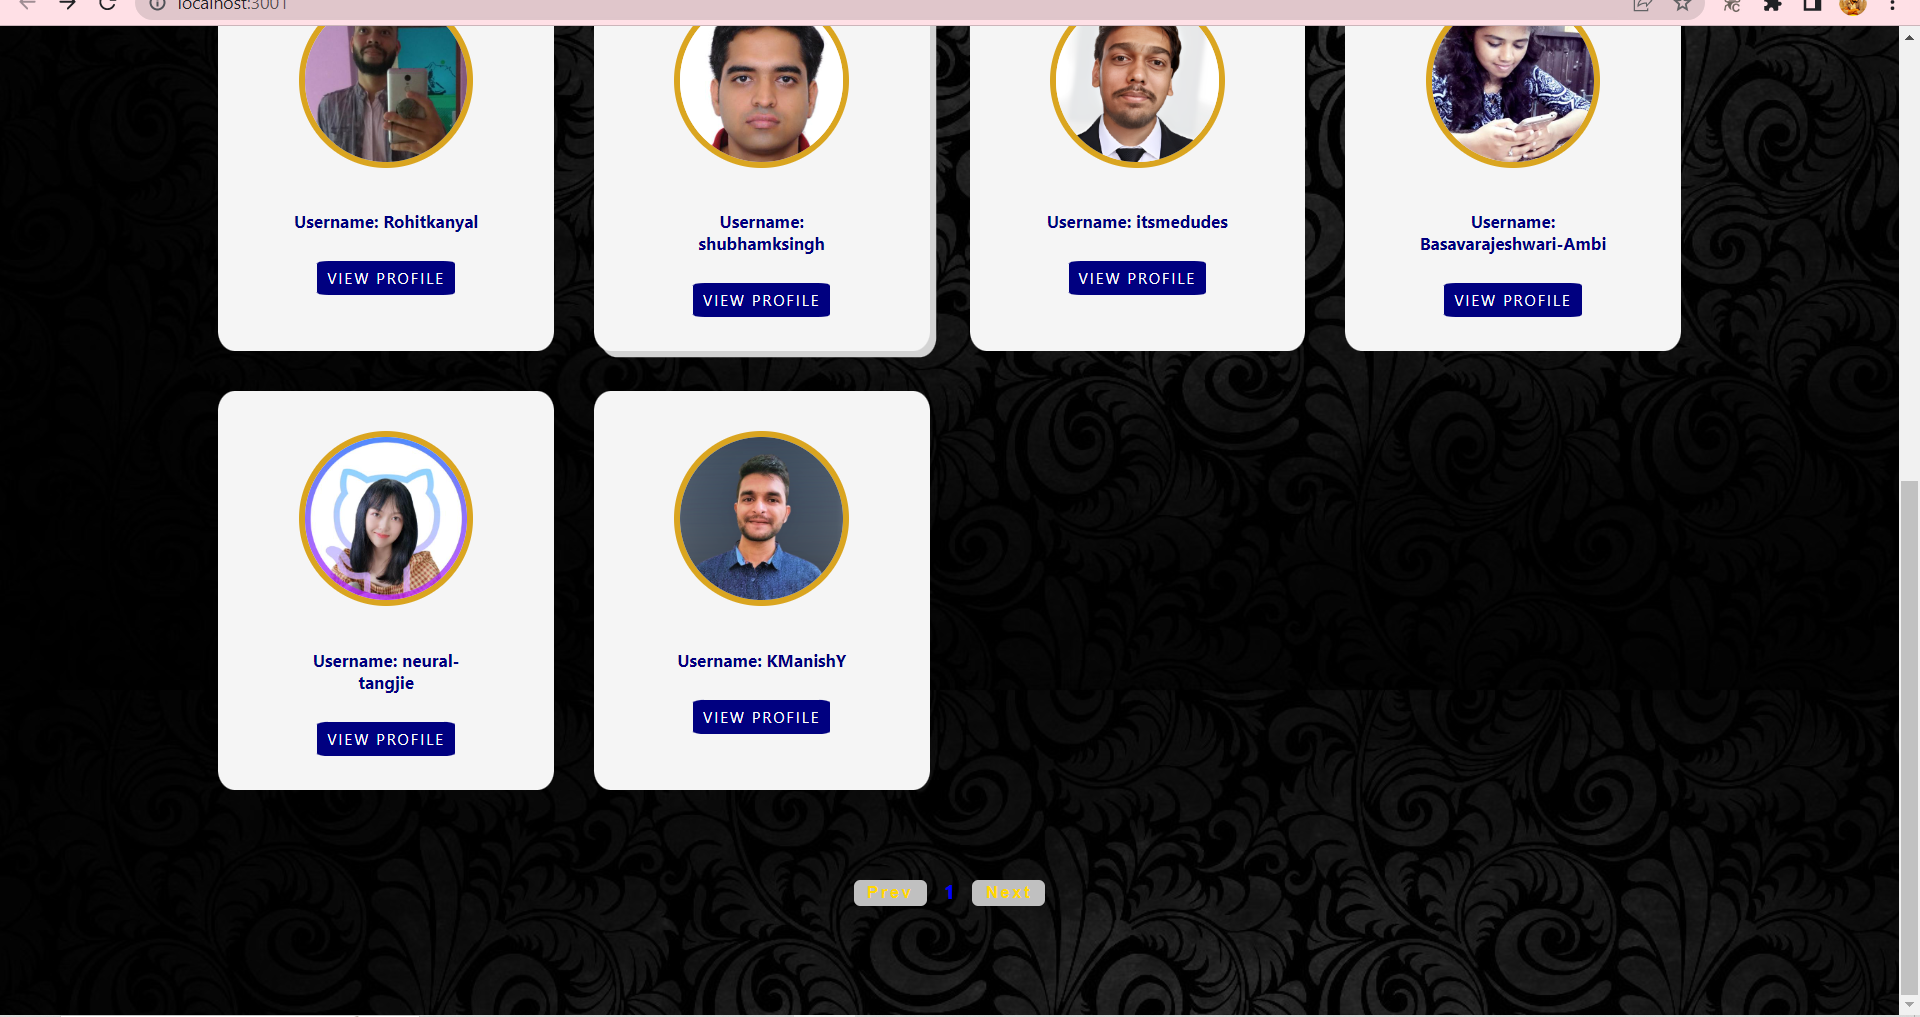 localhost:3001
Username: Rohitkanyal
VIEW PROFILE
Username:
shubhamksingh
VIEW PROFILE
Username: itsmedudes
VIEW PROFILE
Username:
Basavarajeshwari-Ambi
VIEW PROFILE
Username: neural-
tangjie
VIEW PROFILE
Username: KManishY
VIEW PROFILE
Prev 1 Next